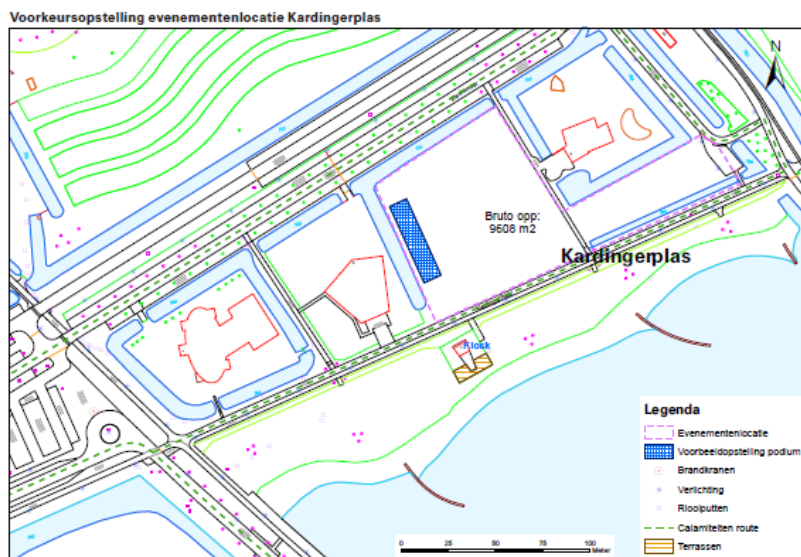 Voorkeursopstelling evenementenlocatie Kardingerplas
N
Bruto opp:
9608 m2
Kardingerplas
Kiosk
Legenda
Evenementenlocatie
Voorbeeldopstelling podium
Brandkranen
Verlichting
Rioolputten
Calamiteiten route
Terrassen
0 25 50 75 100
Meter